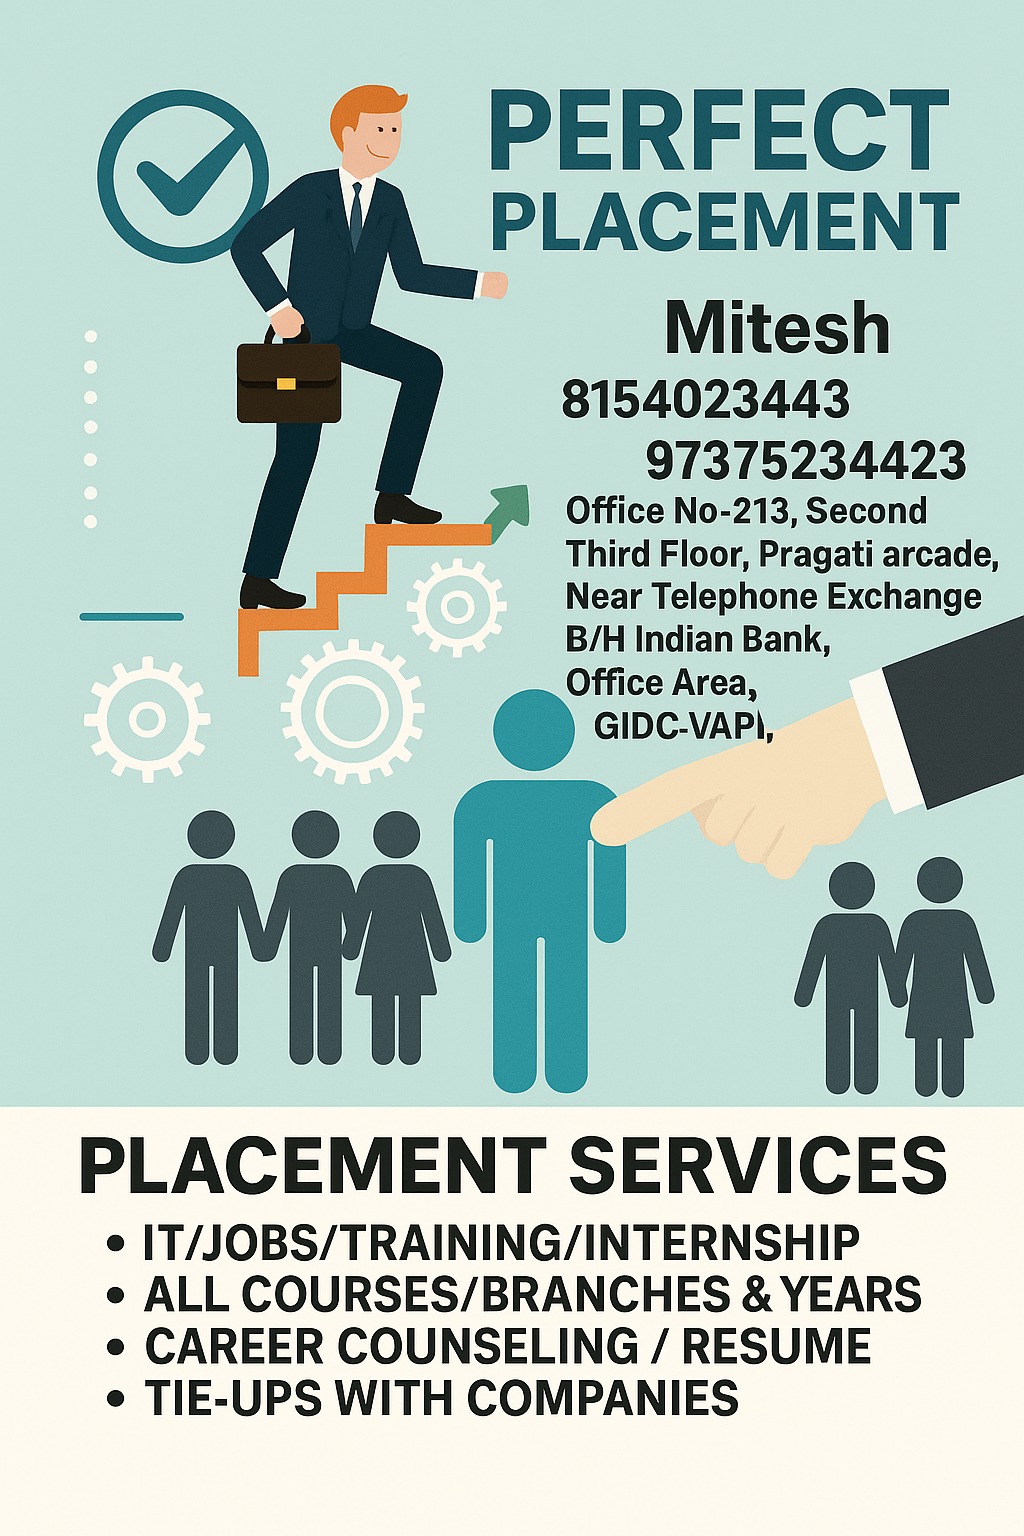 PERFECT
PLACEMENT
Mitesh
8154023443
97375234423
Office No-213, Second
Third Floor, Pragati arcade,
Near Telephone Exchange
B/H Indian Bank,
Office Area,
GIDC-VAPI,
PLACEMENT SERVICES
• IT/JOBS/TRAINING/INTERNSHIP
• ALL COURSES/BRANCHES & YEARS
• CAREER COUNSELING / RESUME
• TIE-UPS WITH COMPANIES